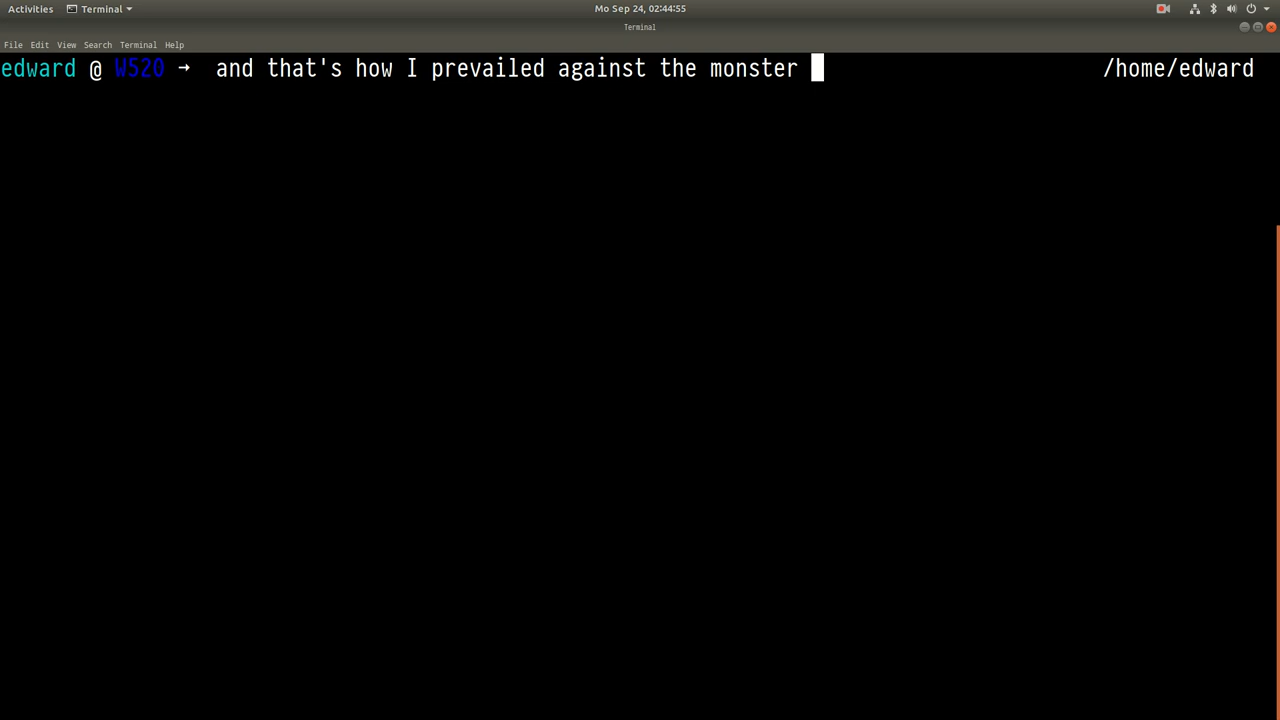 Activities Terminal Mo Sep 24, 02:44:55
Terminal
File Edit View Search Terminal Help
edward @ W520 → and that's how I prevailed against the monster /home/edward